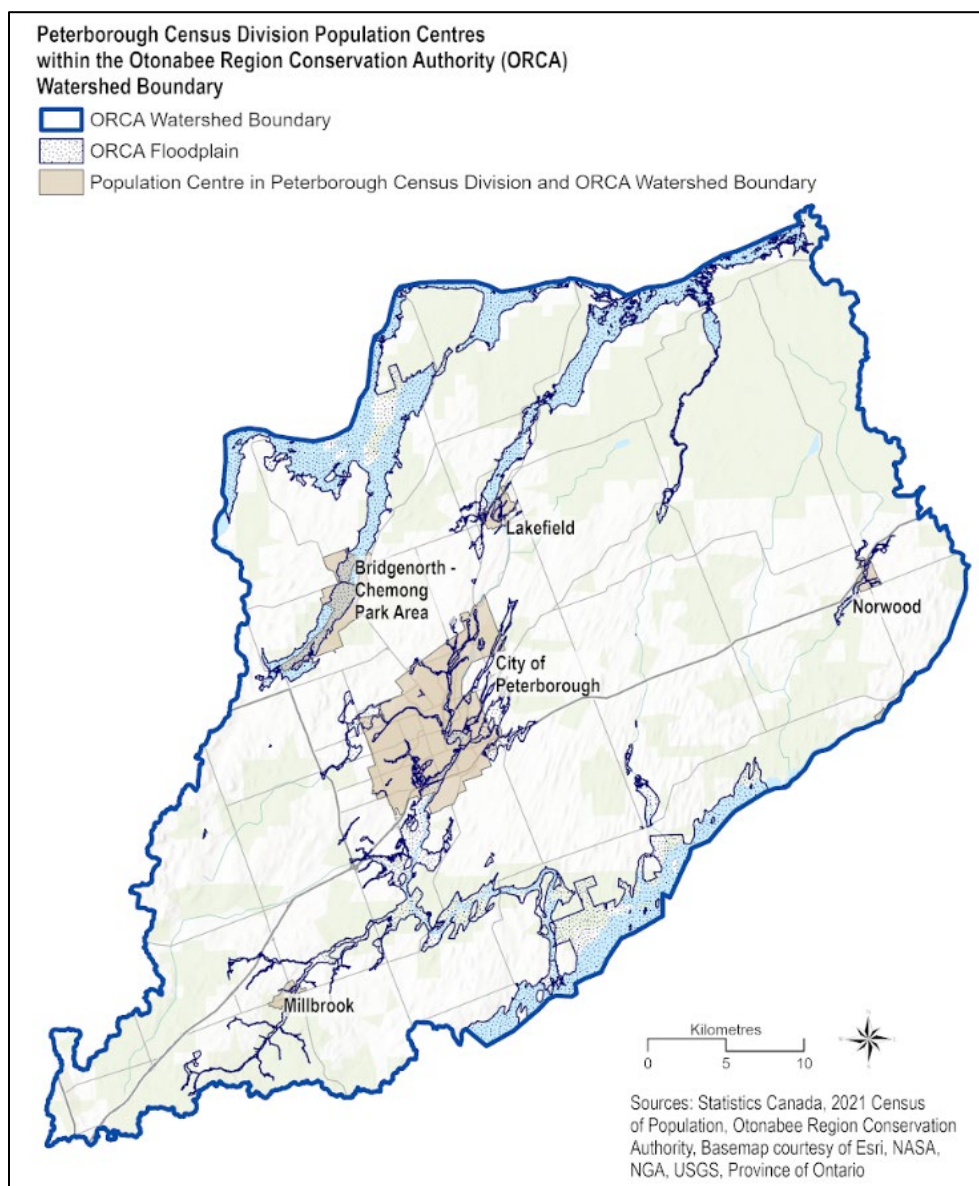 Peterborough Census Division Population Centres
within the Otonabee Region Conservation Authority (ORCA)
Watershed Boundary
ORCA Watershed Boundary
ORCA Floodplain
Population Centre in Peterborough Census Division and ORCA Watershed Boundary
Lakefield
Bridgenorth -
Chemong
Park Area
Norwood
City of
Peterborough
Millbrook
Kilometres
0 5 10
Sources: Statistics Canada, 2021 Census
of Population, Otonabee Region Conservation
Authority, Basemap courtesy of Esri, NASA,
NGA, USGS, Province of Ontario